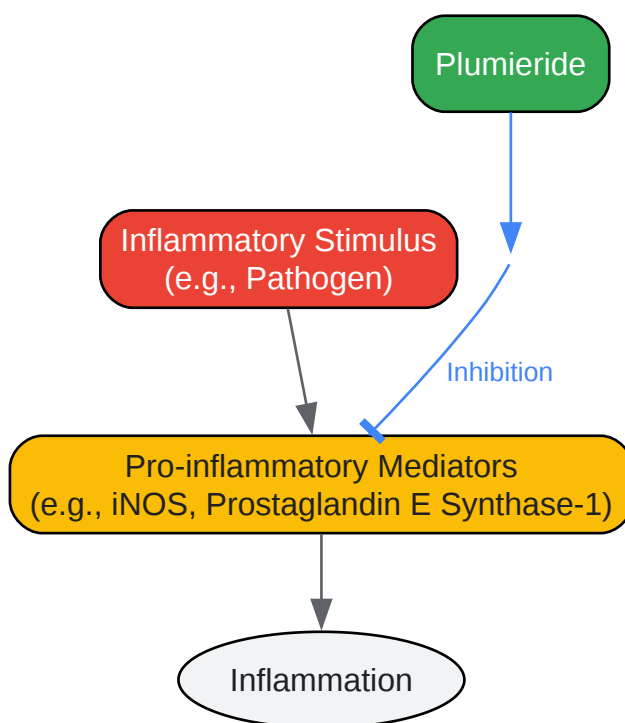 Plumieride
Inflammatory Stimulus
(e.g., Pathogen)
Inhibition
Pro-inflammatory Mediators
(e.g., iNOS, Prostaglandin E Synthase-1)
Inflammation